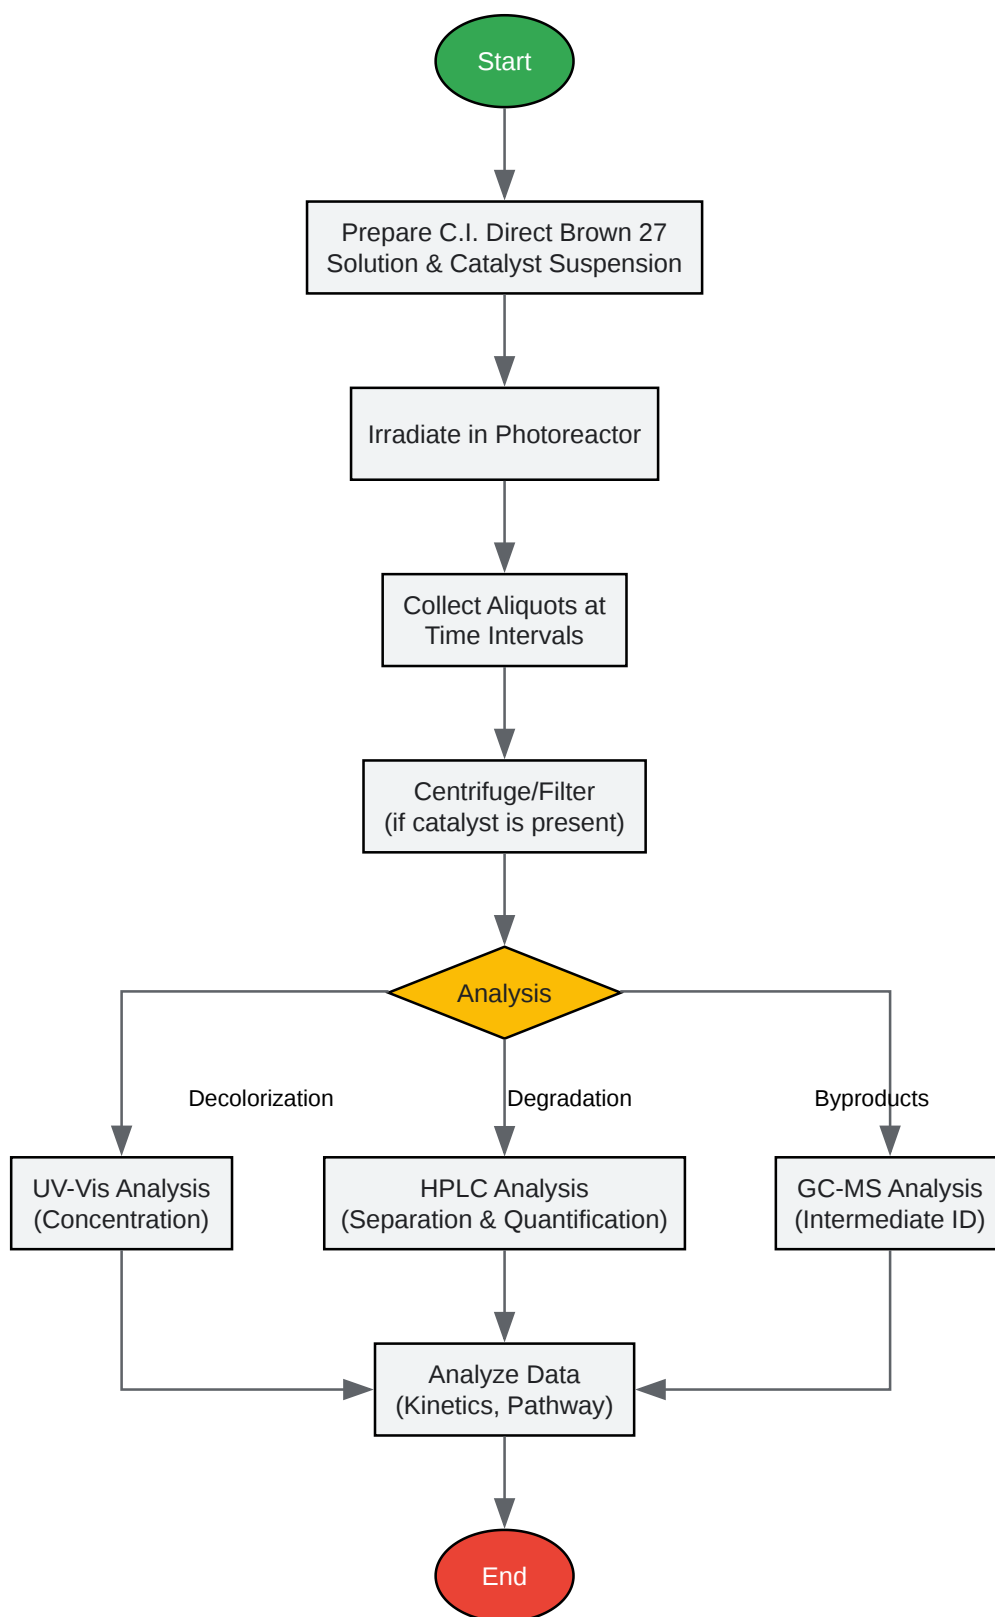 Start
Prepare C.I. Direct Brown 27
Solution & Catalyst Suspension
Irradiate in Photoreactor
Collect Aliquots at
Time Intervals
Centrifuge/Filter
(if catalyst is present)
Analysis
Decolorization
Degradation
Byproducts
UV-Vis Analysis
(Concentration)
HPLC Analysis
(Separation & Quantification)
GC-MS Analysis
(Intermediate ID)
Analyze Data
(Kinetics, Pathway)
End